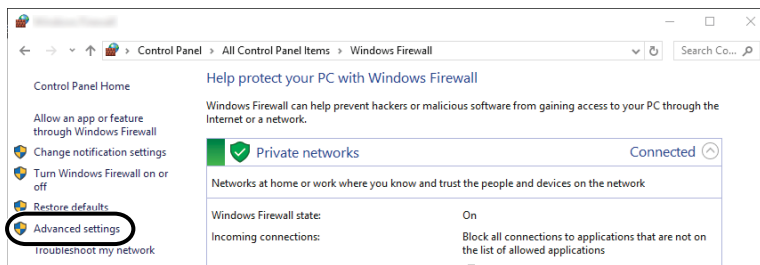 Windows Firewall
Control Panel > All Control Panel Items > Windows Firewall
Search Co...
Control Panel Home
Allow an app or feature
through Windows Firewall
Change notification settings
Turn Windows Firewall on or
off
Restore defaults
Advanced settings
Troubleshoot my network
Help protect your PC with Windows Firewall
Windows Firewall can help prevent hackers or malicious software from gaining access to your PC through the
Internet or a network.
Private networks
Connected
Networks at home or work where you know and trust the people and devices on the network
Windows Firewall state:
On
Incoming connections:
Block all connections to applications that are not on
the list of allowed applications